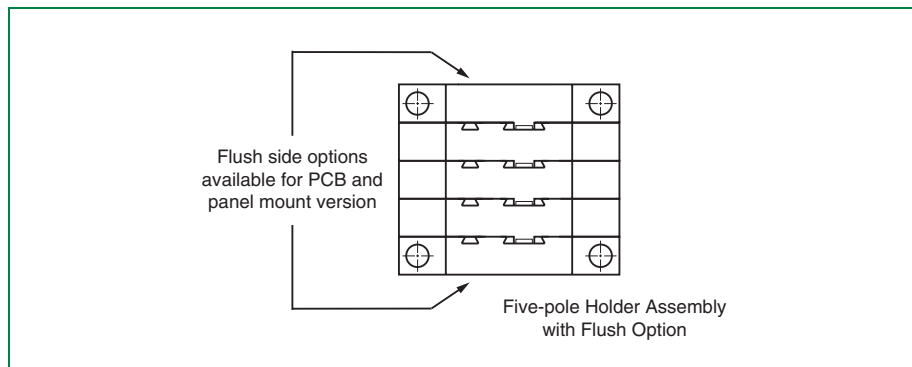 Flush side options
available for PCB and
panel mount version
Five-pole Holder Assembly
with Flush Option